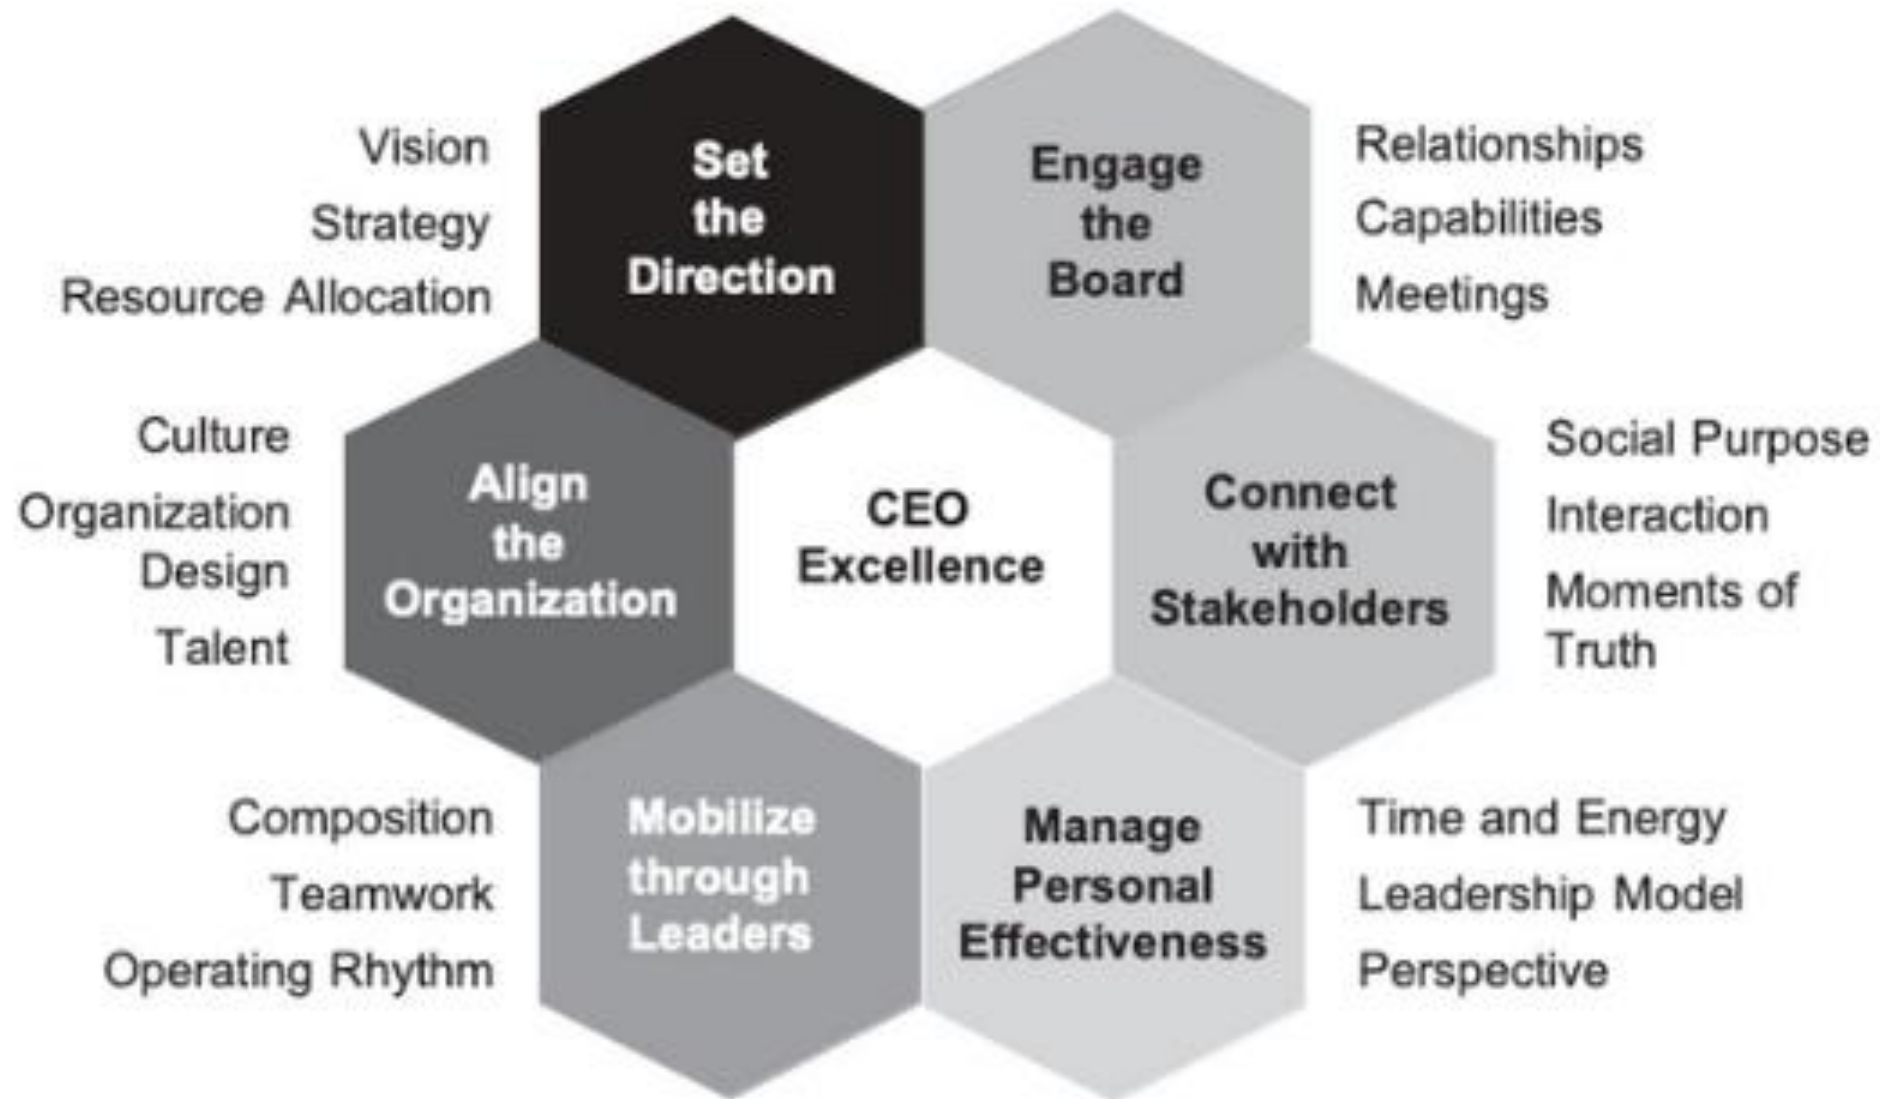 Vision
Strategy
Resource Allocation
Set
the
Direction
Engage
the
Board
Relationships
Capabilities
Meetings
Culture
Organization
Design
Talent
Align
the
Organization
CEO
Excellence
Connect
with
Stakeholders
Social Purpose
Interaction
Moments of
Truth
Composition
Teamwork
Operating Rhythm
Mobilize
through
Leaders
Manage
Personal
Effectiveness
Time and Energy
Leadership Model
Perspective